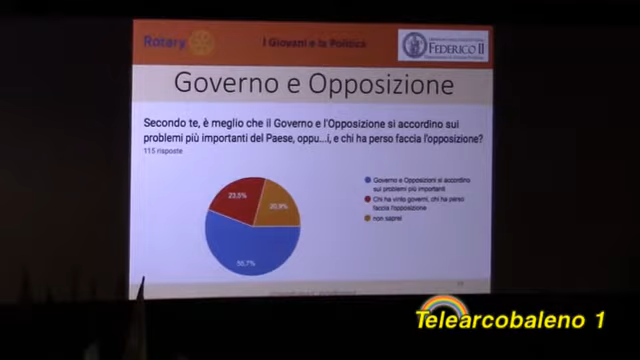 Rotary
I Giovani e la Politica
FEDERICO II
Governo e Opposizione
Secondo te, è meglio che il Governo e l'Opposizione si accordino sui
problemi più importanti del Paese, oppu...i, e chi ha perso faccia l'opposizione?
115 risposte
23,5%
20,9%
55,7%
Governo e Opposizioni si accordino
sui problemi più importanti
Chi ha vinto governi, chi ha perso
faccia l'opposizione
non saprei
Telearcobaleno 1